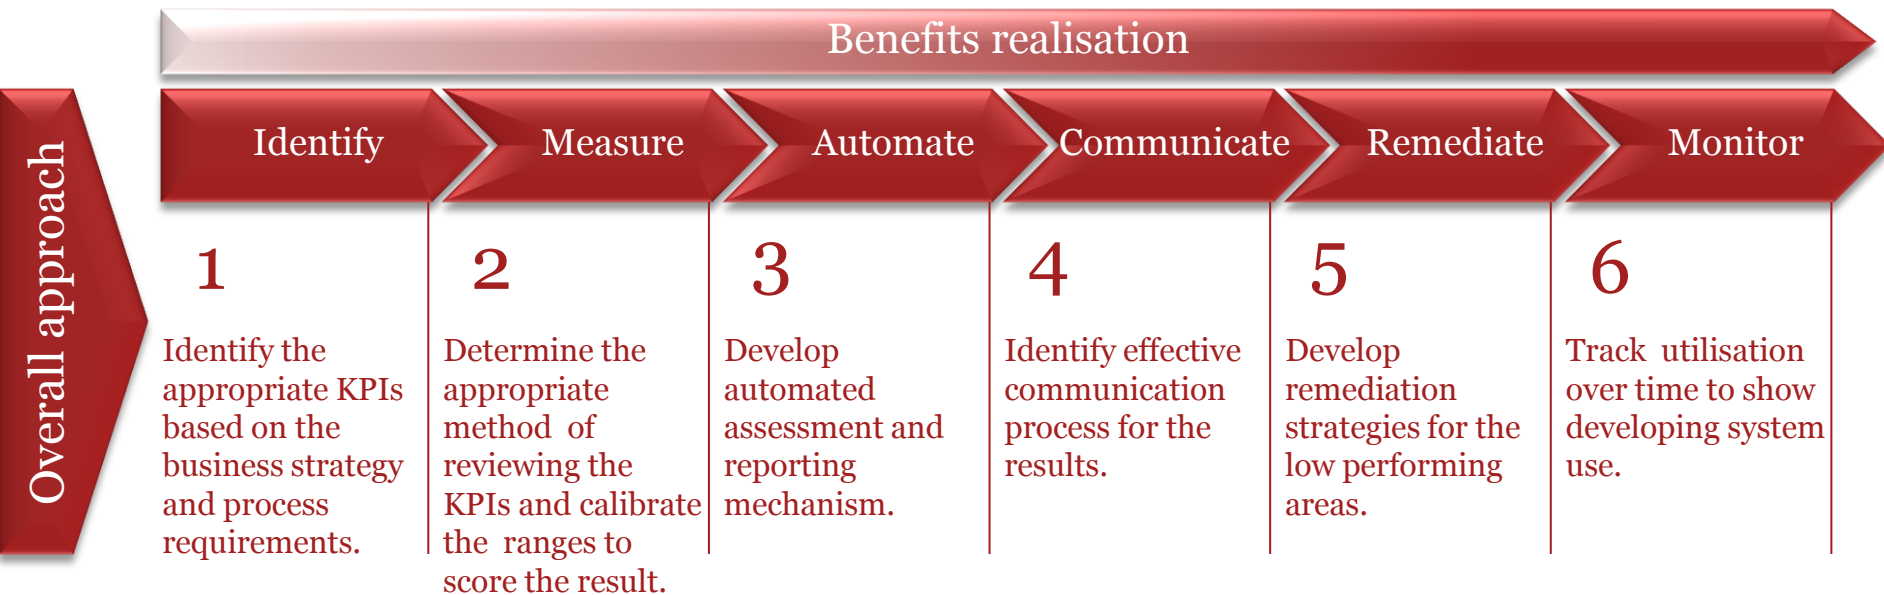 Benefits realisation
Overall approach
Identify
Measure
Automate
Communicate
Remediate
Monitor
1
Identify the
appropriate KPIs
based on the
business strategy
and process
requirements.
2
Determine the
appropriate
method of
reviewing the
KPIs and calibrate
the ranges to
score the result.
3
Develop
automated
assessment and
reporting
mechanism.
4
Identify effective
communication
process for the
results.
5
Develop
remediation
strategies for the
low performing
areas.
6
Track utilisation
over time to show
developing system
use.